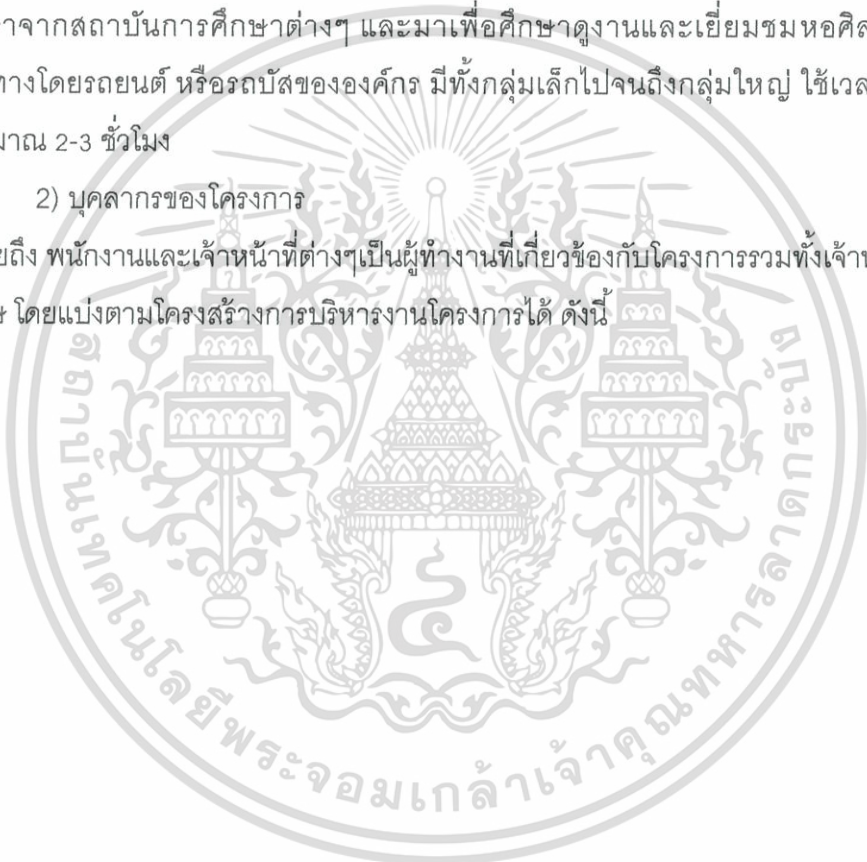 าจากสถาบันการศึกษาต่างๆ และมาเพื่อศึกษาดูงานและเยี่ยมชมหอศิล
ทางโดยรถยนต์ หรือรถบัสขององค์กร มีทั้งกลุ่มเล็กไปจนถึงกลุ่มใหญ่ ใช้เวล
มาณ 2-3 ชั่วโมง
2) บุคลากรของโครงการ
ยถึง พนักงานและเจ้าหน้าที่ต่างๆเป็นผู้ทำงานที่เกี่ยวข้องกับโครงการรวมทั้งเจ้าห
ษ โดยแบ่งตามโครงสร้างการบริหารงานโครงการได้ ดังนี้
สถาบันเทคโนโลยีพระจอมเกล้าเจ้าคุณทหารลาดกระบัง
๔